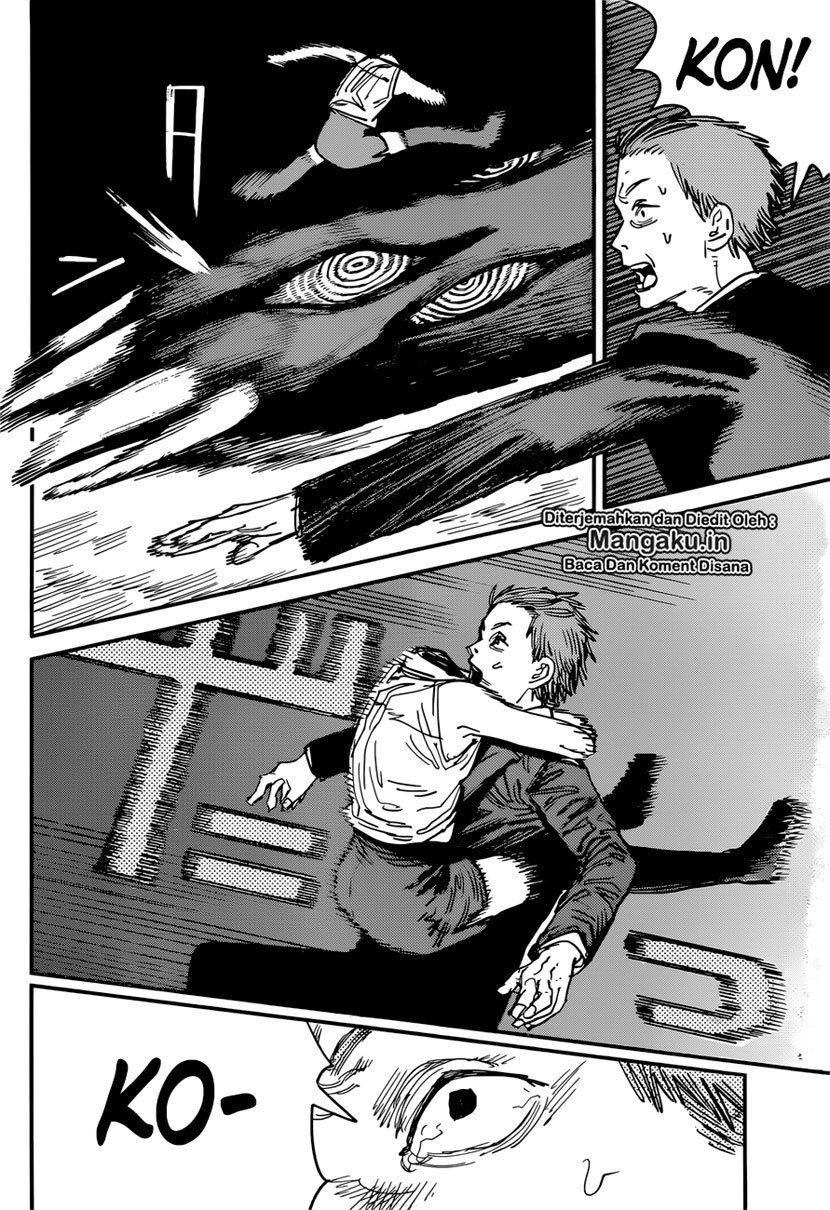 KON!
Diterjemahkan dan Diedit Oleh :
Mangaku.in
Baca Dan Koment Disana
KO-